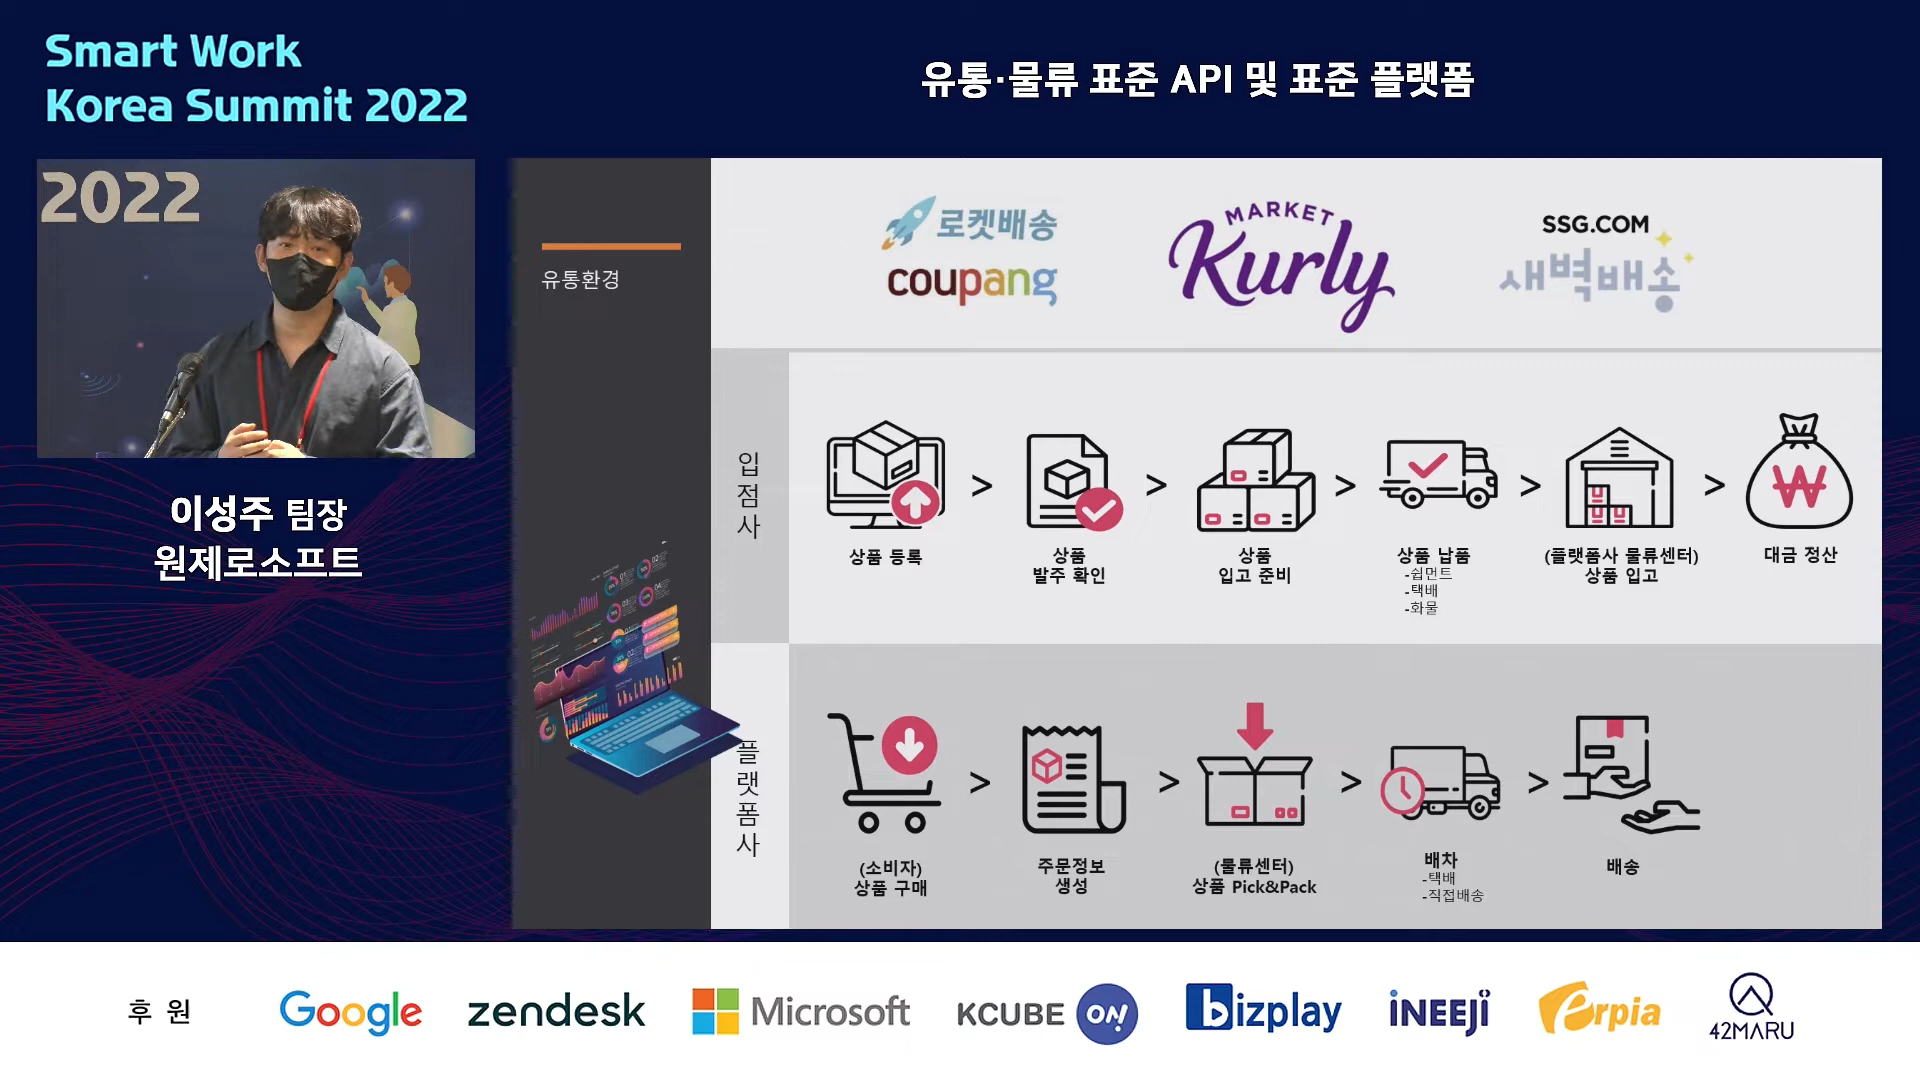 Smart Work
Korea Summit 2022
유통·물류 표준 API 및 표준 플랫폼
2022
이성주 팀장
원제로소프트
유통환경
로켓배송
coupang
MARKET
Kurly
SSG.COM
새벽배송
입점사
상품 등록
>
상품
발주 확인
>
상품
입고 준비
>
상품 납품
-쉽먼트
-택배
-화물
>
(플랫폼사 물류센터)
상품 입고
>
대금 정산
플랫폼사
(소비자)
상품 구매
>
주문정보
생성
>
(물류센터)
상품 Pick&Pack
>
배차
-택배
-직접배송
>
배송
후 원
Google
zendesk
Microsoft
KCUBE ON!
bizplay
iNEEJi
erpia
42MARU